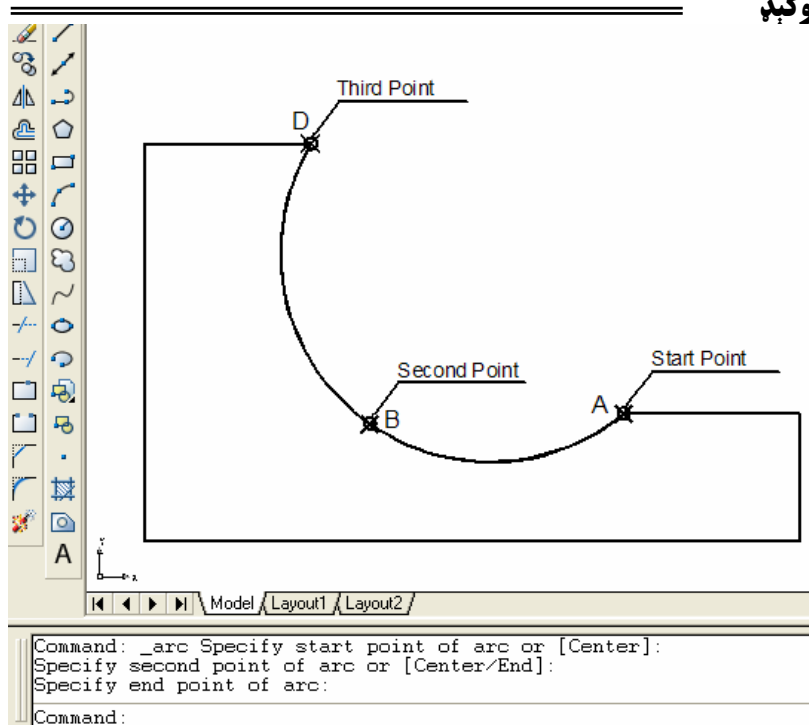 Third Point
D
Second Point
Start Point
A
B
A
Model Layout1 Layout2
Command: _arc Specify start point of arc or [Center]:
Specify second point of arc or [Center/End]:
Specify end point of arc:
Command: